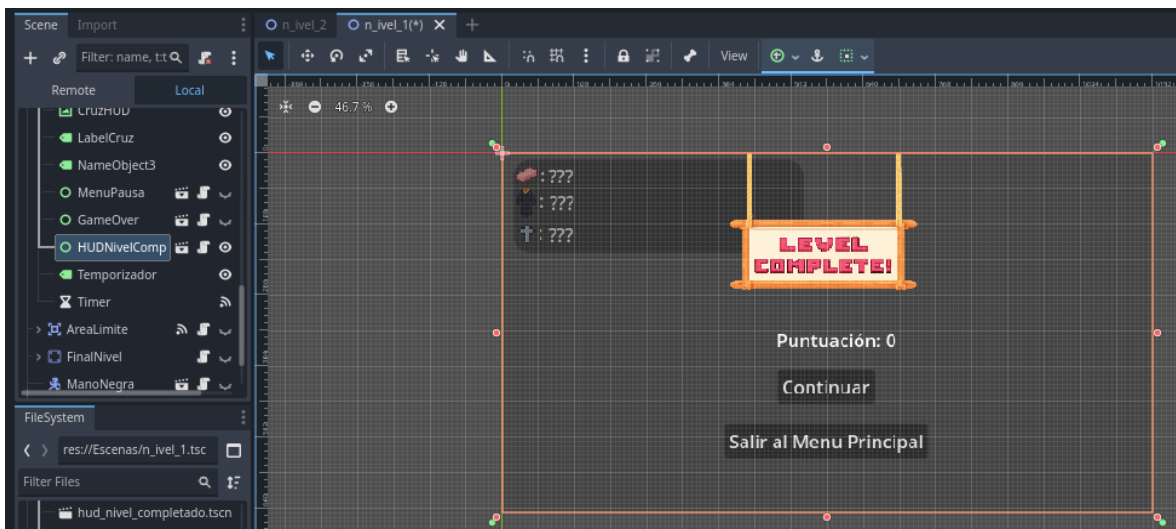 Scene Import
n_ivel_2 n_ivel_1(*)
Filter: name, t:t
View
Remote Local
46.7 %
CruzHUD
LabelCruz
NameObject3
MenuPausa
GameOver
HUDNivelComp
Temporizador
Timer
AreaLimite
FinalNivel
ManoNegra
: ???
: ???
: ???
LEVEL
COMPLETE!
Puntuación: 0
Continuar
Salir al Menu Principal
FileSystem
res://Escenas/n_ivel_1.tsc
Filter Files
hud_nivel_completado.tscn